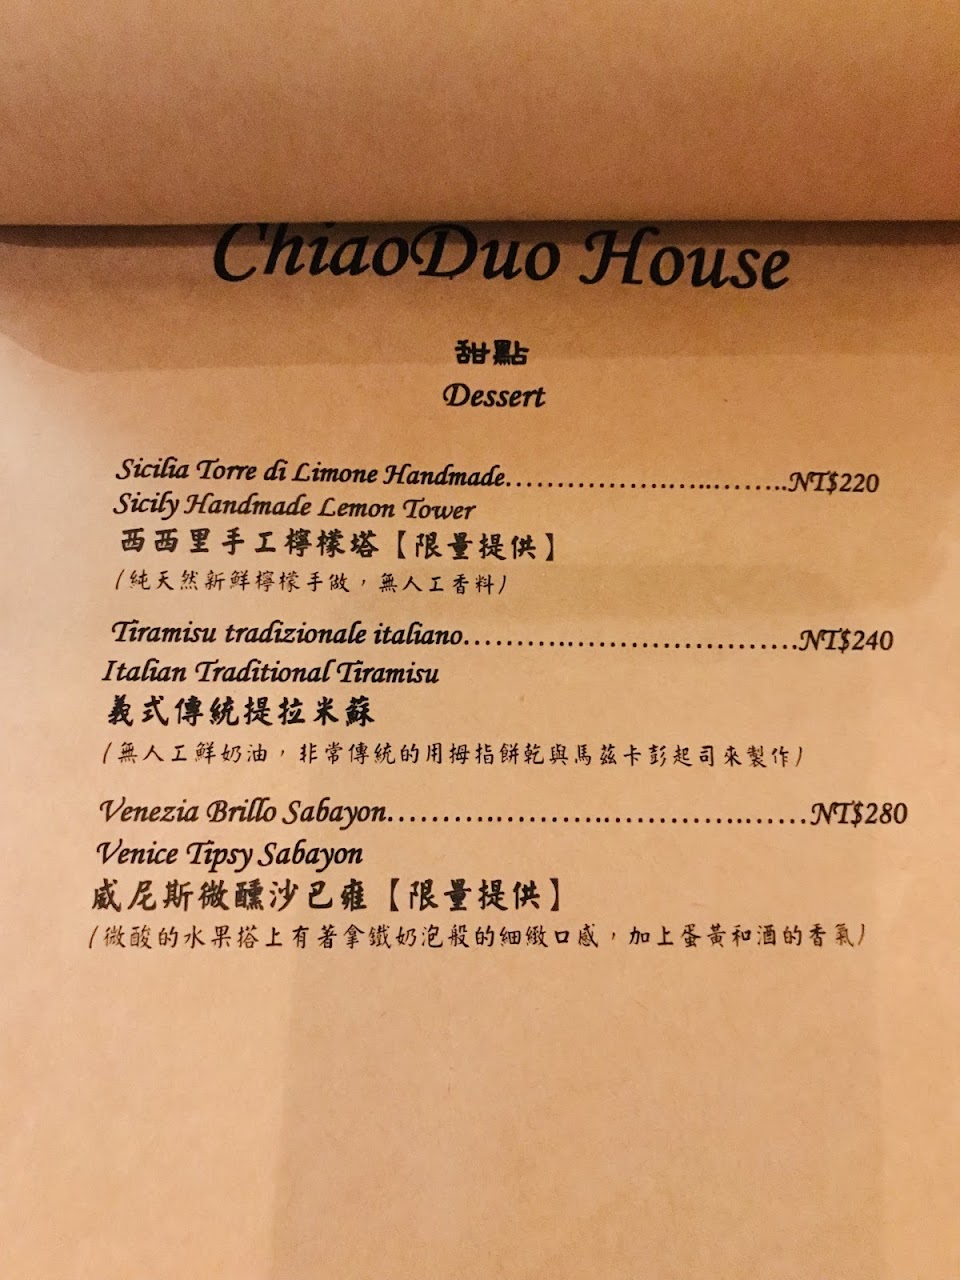 ChiaoDuo House
甜點
Dessert
Sicilia Torre di Limone Handmade……………………………NT$220
Sicily Handmade Lemon Tower
西西里手工檸檬塔【限量提供】
(純天然新鮮檸檬手做，無人工香料)
Tiramisu tradizionale italiano………………………………NT$240
Italian Traditional Tiramisu
義式傳統提拉米蘇
(無人工鮮奶油，非常傳統的用拇指餅乾與馬茲卡彭起司來製作)
Venezia Brillo Sabayon………………………………………NT$280
Venice Tipsy Sabayon
威尼斯微醺沙巴雍【限量提供】
(微酸的水果搭上有著拿鐵奶泡般的細緻口感，加上蛋黃和酒的香氣)